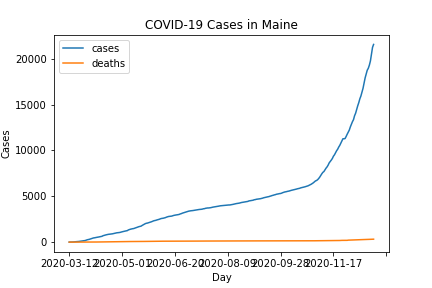 COVID-19 Cases in Maine
cases
deaths
20000
15000
10000
5000
0
Cases
2020-03-12 2020-05-01 2020-06-20 2020-08-09 2020-09-28 2020-11-17
Day